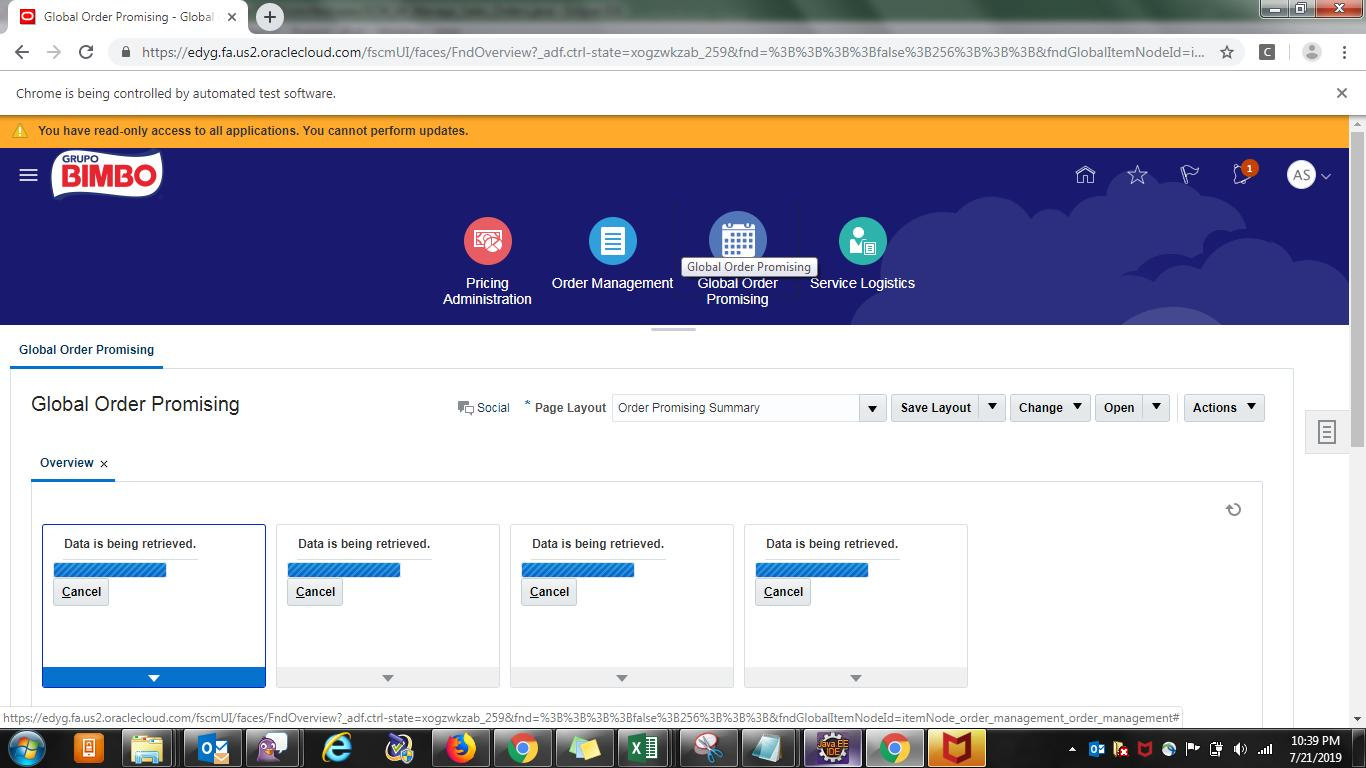 Global Order Promising - Global
https://edyg.fa.us2.oraclecloud.com/fscmUI/faces/FndOverview?_adf.ctrl-state=xogzwkzab_259&fnd=%3B%3B%3B%3Bfalse%3B256%3B%3B%3B&fndGlobalItemNodeId=i...
C
Chrome is being controlled by automated test software.
You have read-only access to all applications. You cannot perform updates.
GRUPO
BIMBO
1
AS
Pricing
Administration
Order Management
Global Order Promising
Global Order
Promising
Service Logistics
Global Order Promising
Global Order Promising
Social
* Page Layout
Order Promising Summary
Save Layout
Change
Open
Actions
Overview x
Data is being retrieved.
Cancel
Data is being retrieved.
Cancel
Data is being retrieved.
Cancel
Data is being retrieved.
Cancel
https://edyg.fa.us2.oraclecloud.com/fscmUI/faces/FndOverview?_adf.ctrl-state=xogzwkzab_259&fnd=%3B%3B%3B%3Bfalse%3B256%3B%3B%3B&fndGlobalItemNodeId=itemNode_order_management_order_management#
Java EE
IDE
10:39 PM
7/21/2019